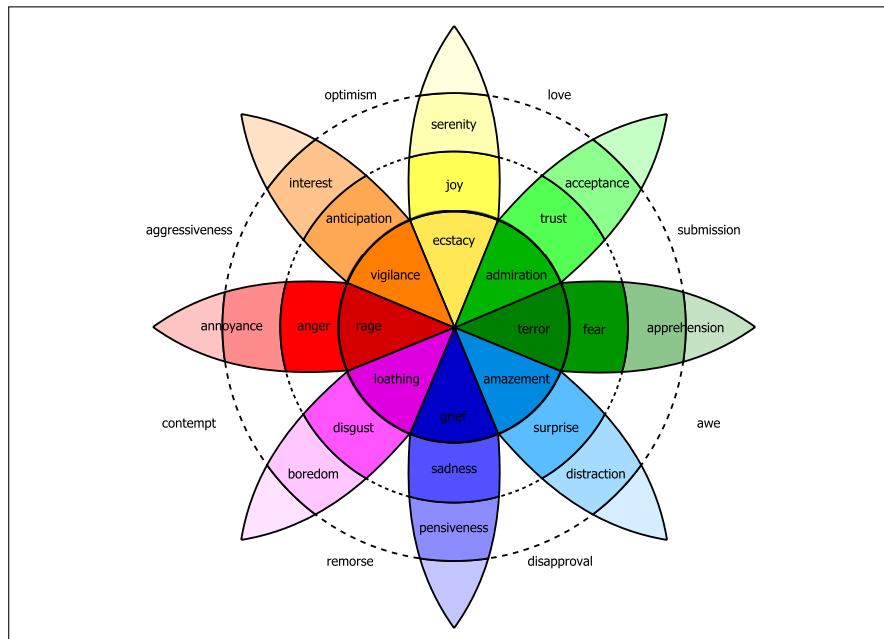 optimism
love
serenity
interest
acceptance
joy
anticipation
trust
aggressiveness
submission
ecstacy
vigilance
admiration
annoyance
anger
rage
terror
fear
apprehension
loathing
amazement
grief
contempt
awe
disgust
surprise
boredom
sadness
distraction
pensiveness
remorse
disapproval